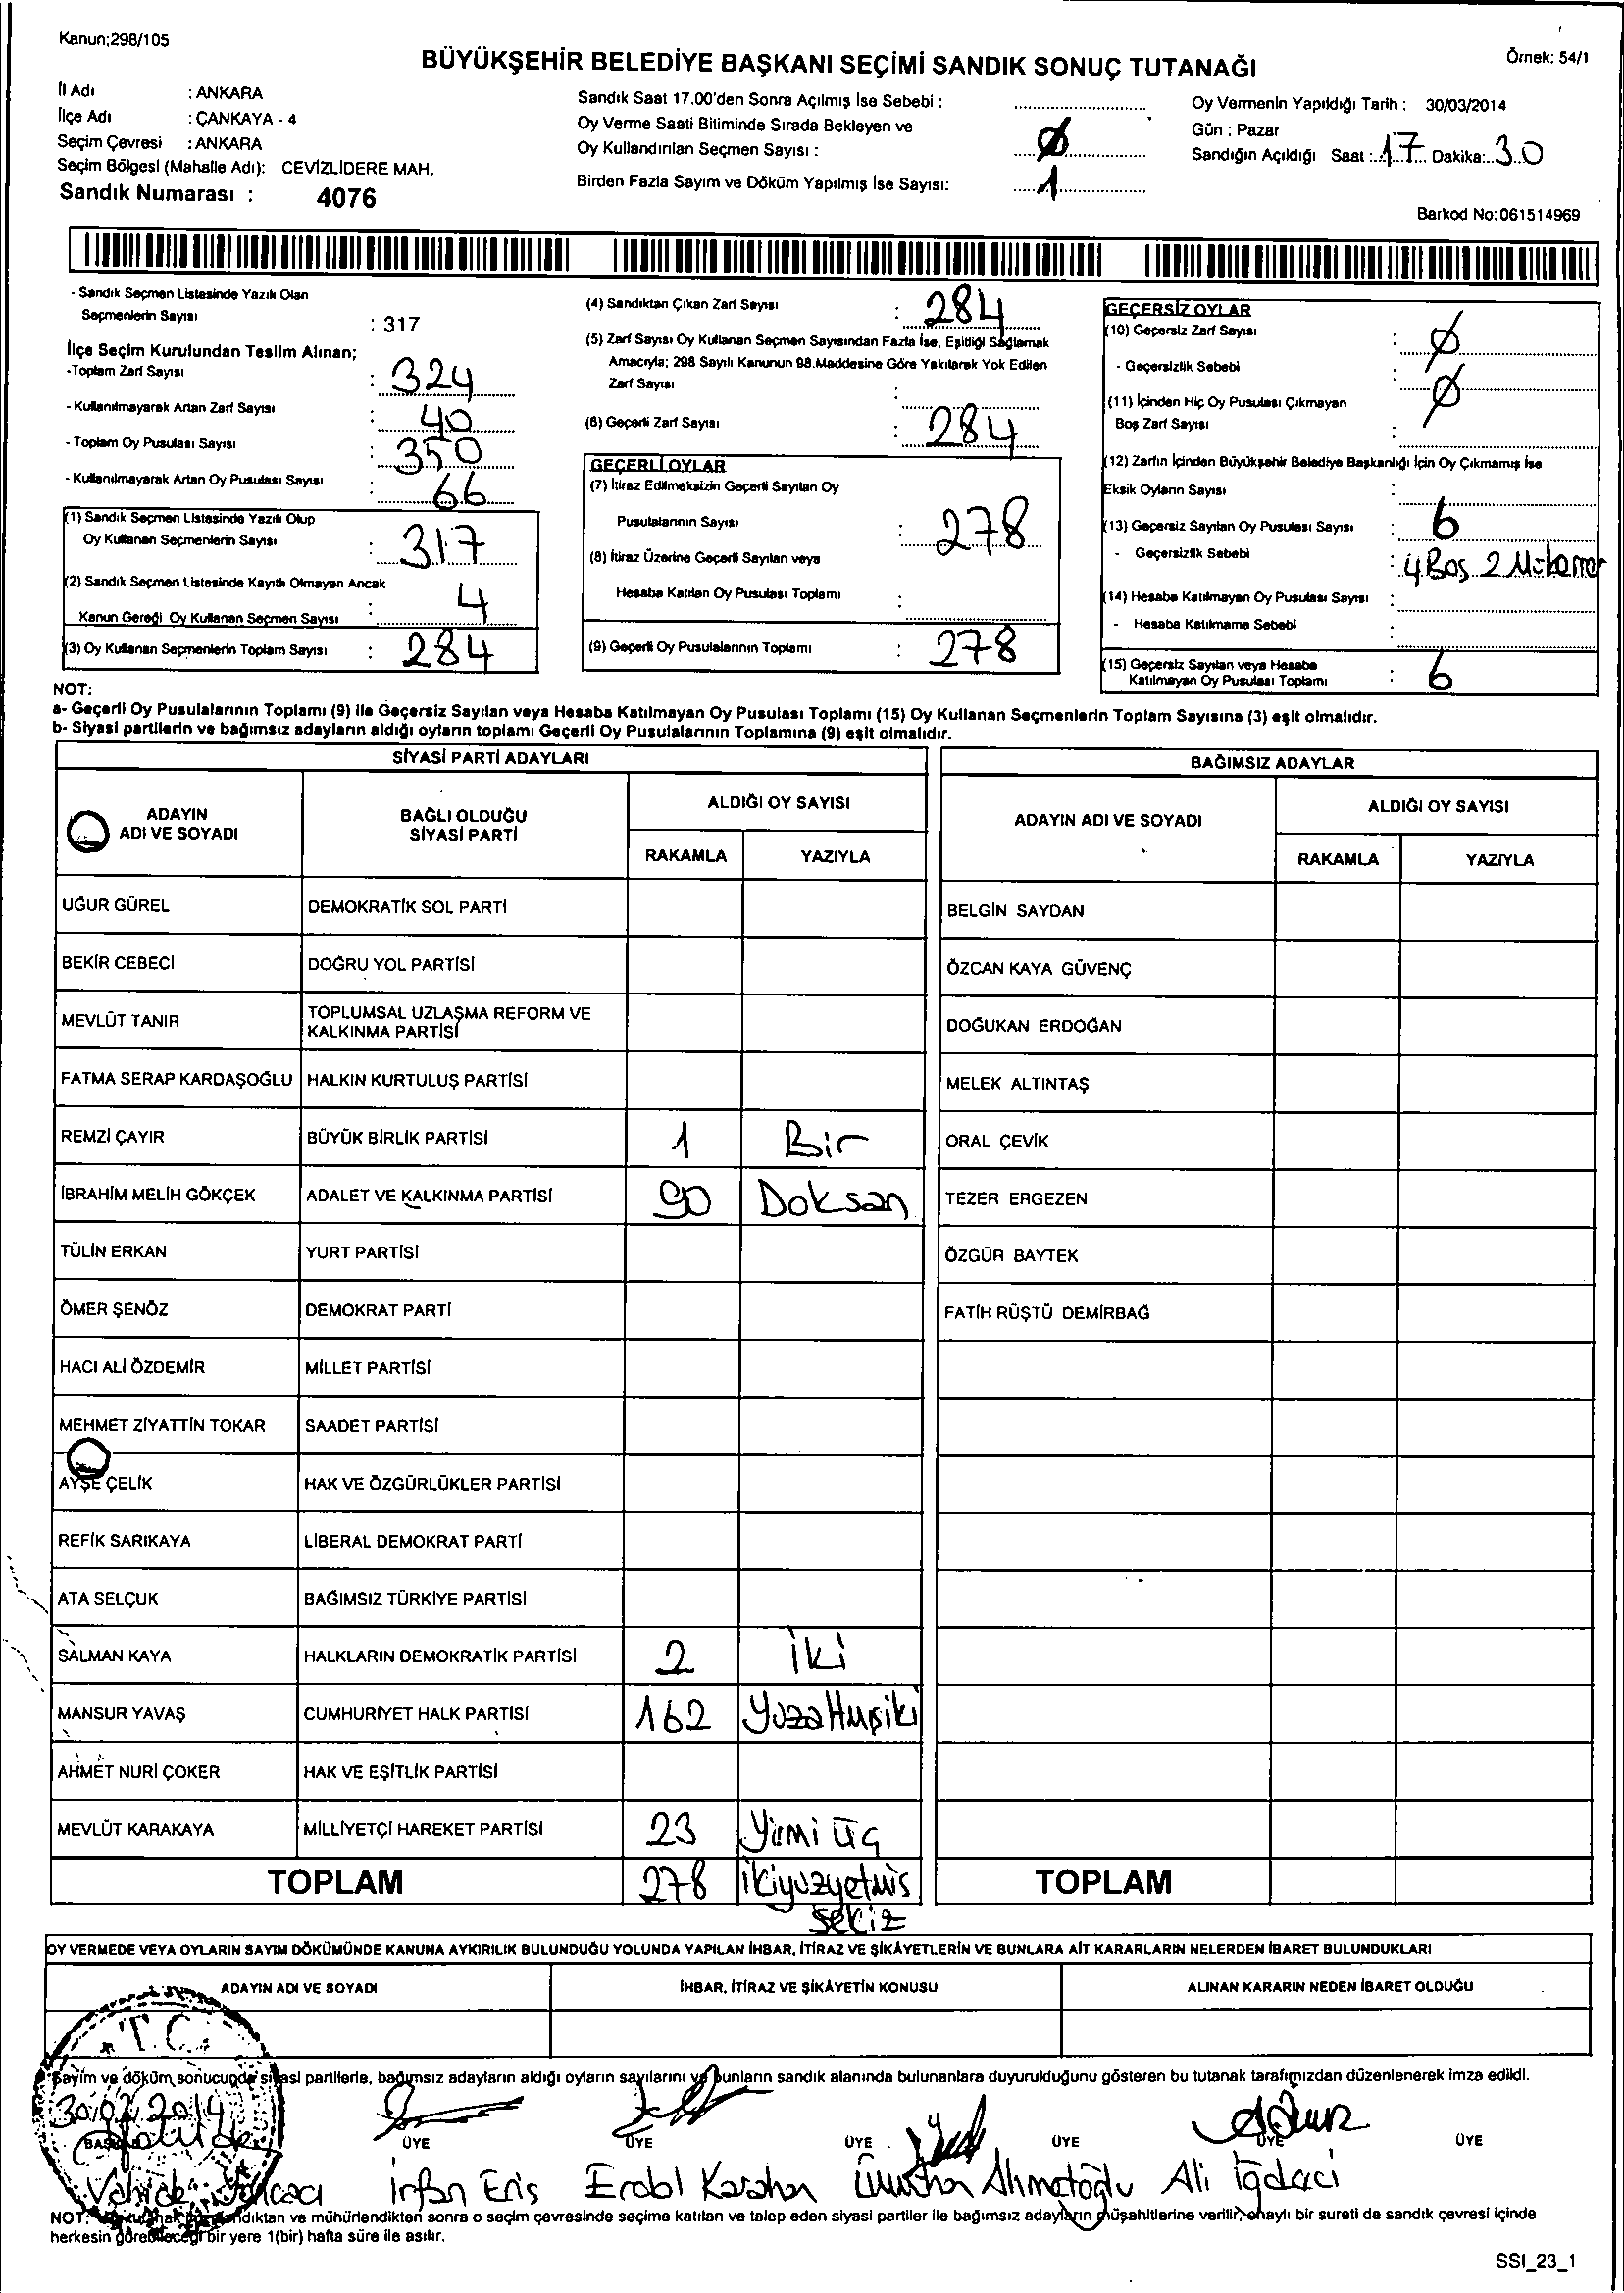 Kanun;298/105
BÜYÜKŞEHİR BELEDİYE BAŞKANI SEÇİMİ SANDIK SONUÇ TUTANAĞI
Örnek: 54/1
İl Adı : ANKARA
İlçe Adı : ÇANKAYA - 4
Seçim Çevresi : ANKARA
Seçim Bölgesi (Mahalle Adı): CEVİZLİDERE MAH.
Sandık Numarası : 4076
Sandık Saat 17.00'den Sonra Açılmış İse Sebebi :
Oy Verme Saati Bitiminde Sırada Bekleyen ve
Oy Kullandırılan Seçmen Sayısı : Ø
Birden Fazla Sayım ve Döküm Yapılmış İse Sayısı: 1
Oy Vermenin Yapıldığı Tarih : 30/03/2014
Gün : Pazar
Sandığın Açıldığı Saat : 17 Dakika: 30
Barkod No: 061514969
- Sandık Seçmen Listesinde Yazılı Olan
Seçmenlerin Sayısı : 317
İlçe Seçim Kurulundan Teslim Alınan;
-Toplam Zarf Sayısı : 324
- Kullanılmayarak Artan Zarf Sayısı : 40
- Toplam Oy Pusulası Sayısı : 350
- Kullanılmayarak Artan Oy Pusulası Sayısı : 66
(1) Sandık Seçmen Listesinde Yazılı Olup
Oy Kullanan Seçmenlerin Sayısı : 317
(2) Sandık Seçmen Listesinde Kayıtlı Olmayan Ancak
Kanun Gereği Oy Kullanan Seçmen Sayısı : 4
(3) Oy Kullanan Seçmenlerin Toplam Sayısı : 284
(4) Sandıktan Çıkan Zarf Sayısı : 284
(5) Zarf Sayısı Oy Kullanan Seçmen Sayısından Fazla İse, Eşitliği Sağlamak
Amacıyla; 298 Sayılı Kanunun 98.Maddesine Göre Yakılarak Yok Edilen
Zarf Sayısı :
(6) Geçerli Zarf Sayısı : 284
GEÇERLİ OYLAR
(7) İtiraz Edilmeksizin Geçerli Sayılan Oy
Pusulalarının Sayısı : 278
(8) İtiraz Üzerine Geçerli Sayılan veya
Hesaba Katılan Oy Pusulası Toplamı :
(9) Geçerli Oy Pusulalarının Toplamı : 278
GEÇERSİZ OYLAR
(10) Geçersiz Zarf Sayısı : Ø
- Geçersizlik Sebebi : Ø
(11) İçinden Hiç Oy Pusulası Çıkmayan
Boş Zarf Sayısı :
(12) Zarfın İçinden Büyükşehir Belediye Başkanlığı İçin Oy Çıkmamış İse
Eksik Oyların Sayısı :
(13) Geçersiz Sayılan Oy Pusulası Sayısı : 6
- Geçersizlik Sebebi : 4 Boş 2
(14) Hesaba Katılmayan Oy Pusulası Sayısı :
- Hesaba Katılmama Sebebi :
(15) Geçersiz Sayılan veya Hesaba
Katılmayan Oy Pusulası Toplamı : 6
NOT:
a- Geçerli Oy Pusulalarının Toplamı (9) ile Geçersiz Sayılan veya Hesaba Katılmayan Oy Pusulası Toplamı (15) Oy Kullanan Seçmenlerin Toplam Sayısına (3) eşit olmalıdır.
b- Siyasi partilerin ve bağımsız adayların aldığı oyların toplamı Geçerli Oy Pusulalarının Toplamına (9) eşit olmalıdır.
SİYASİ PARTİ ADAYLARI
ADAYIN ADI VE SOYADI BAĞLI OLDUĞU SİYASİ PARTİ ALDIĞI OY SAYISI
RAKAMLA YAZIYLA
UĞUR GÜREL DEMOKRATİK SOL PARTİ
BEKİR CEBECİ DOĞRU YOL PARTİSİ
MEVLÜT TANIR TOPLUMSAL UZLAŞMA REFORM VE KALKINMA PARTİSİ
FATMA SERAP KARDAŞOĞLU HALKIN KURTULUŞ PARTİSİ
REMZİ ÇAYIR BÜYÜK BİRLİK PARTİSİ 1 Bir
İBRAHİM MELİH GÖKÇEK ADALET VE KALKINMA PARTİSİ 90 Doksan
TÜLİN ERKAN YURT PARTİSİ
ÖMER ŞENÖZ DEMOKRAT PARTİ
HACI ALİ ÖZDEMİR MİLLET PARTİSİ
MEHMET ZİYATTİN TOKAR SAADET PARTİSİ
AYŞE ÇELİK HAK VE ÖZGÜRLÜKLER PARTİSİ
REFİK SARIKAYA LİBERAL DEMOKRAT PARTİ
ATA SELÇUK BAĞIMSIZ TÜRKİYE PARTİSİ
SALMAN KAYA HALKLARIN DEMOKRATİK PARTİSİ 2 iki
MANSUR YAVAŞ CUMHURİYET HALK PARTİSİ 162 Yüzaltmışiki
AHMET NURİ ÇOKER HAK VE EŞİTLİK PARTİSİ
MEVLÜT KARAKAYA MİLLİYETÇİ HAREKET PARTİSİ 23 Yirmi üç
TOPLAM 278 ikiyüzyetmiş sekiz
BAĞIMSIZ ADAYLAR
ADAYIN ADI VE SOYADI ALDIĞI OY SAYISI
RAKAMLA YAZIYLA
BELGİN SAYDAN
ÖZCAN KAYA GÜVENÇ
DOĞUKAN ERDOĞAN
MELEK ALTINTAŞ
ORAL ÇEVİK
TEZER ERGEZEN
ÖZGÜR BAYTEK
FATİH RÜŞTÜ DEMİRBAĞ
TOPLAM
OY VERMEDE VEYA OYLARIN SAYIM DÖKÜMÜNDE KANUNA AYKIRILIK BULUNDUĞU YOLUNDA YAPILAN İHBAR, İTİRAZ VE ŞİKÂYETLERİN VE BUNLARA AİT KARARLARIN NELERDEN İBARET BULUNDUKLARI
ADAYIN ADI VE SOYADI İHBAR, İTİRAZ VE ŞİKÂYETİN KONUSU ALINAN KARARIN NEDEN İBARET OLDUĞU
T.C.
Sayım ve döküm sonucunda siyasi partilerle, bağımsız adayların aldığı oyların sayılarını ve bunların sandık alanında bulunanlara duyurulduğunu gösteren bu tutanak tarafımızdan düzenlenerek imza edildi.
ÜYE ÜYE ÜYE ÜYE ÜYE ÜYE
İrfan Eris Erdal Karahan Ahmetoğlu Ali
NOT: ve mühürlendikten sonra o seçim çevresinde seçime katılan ve talep eden siyasi partiler ile bağımsız adayların müşahitlerine verilir, onaylı bir sureti de sandık çevresi içinde
herkesin görebileceği bir yere 1(bir) hafta süre ile asılır.
SSI_23_1